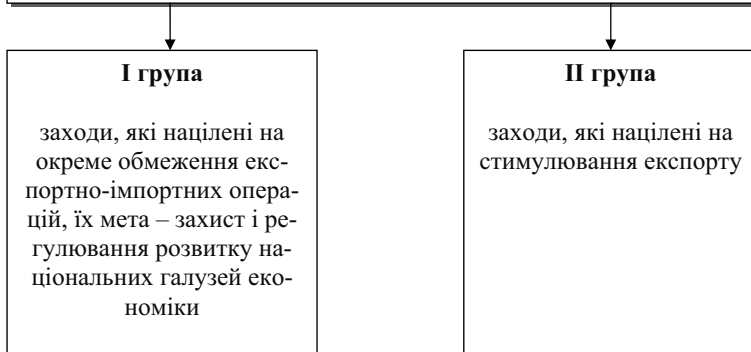 І група
заходи, які націлені на
окреме обмеження екс-
портно-імпортних опера-
цій, їх мета – захист і ре-
гулювання розвитку на-
ціональних галузей еко-
номіки
ІІ група
заходи, які націлені на
стимулювання експорту